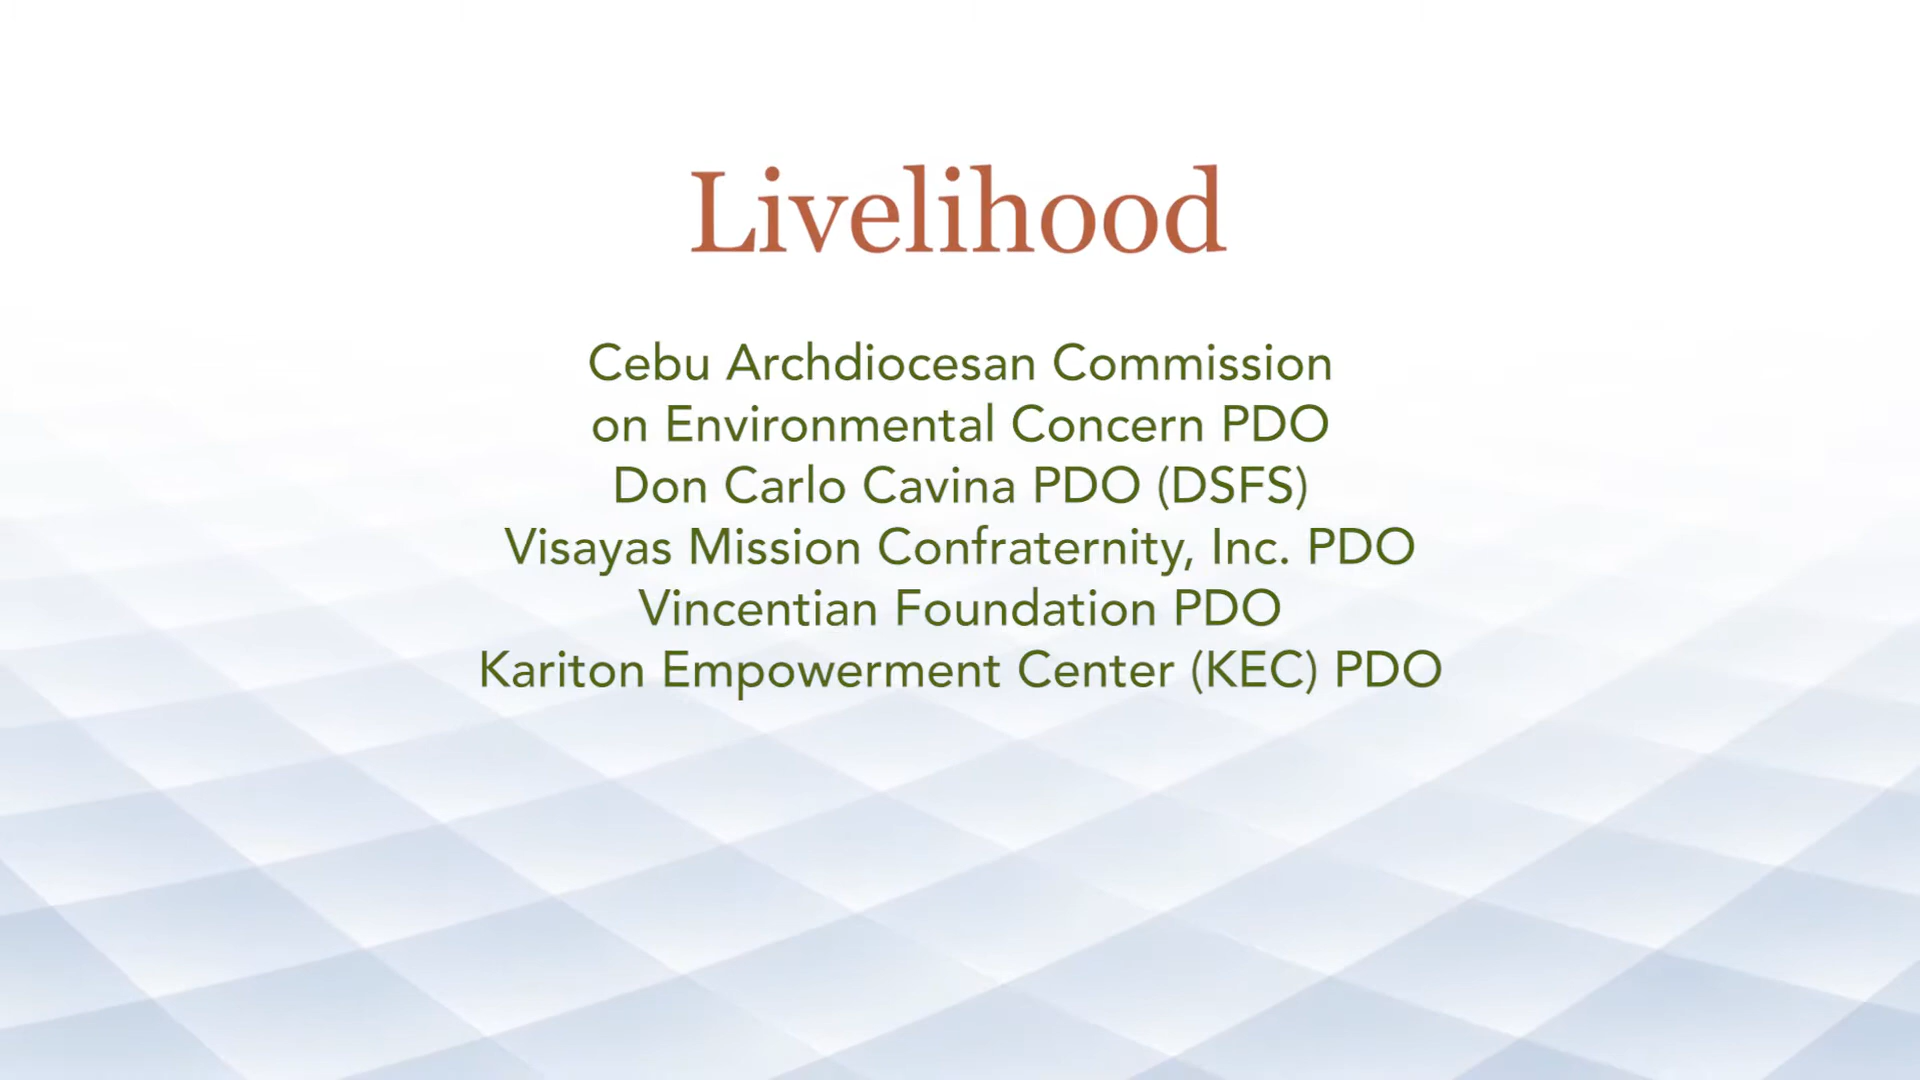 Livelihood
Cebu Archdiocesan Commission
on Environmental Concern PDO
Don Carlo Cavina PDO (DSFS)
Visayas Mission Confraternity, Inc. PDO
Vincentian Foundation PDO
Kariton Empowerment Center (KEC) PDO